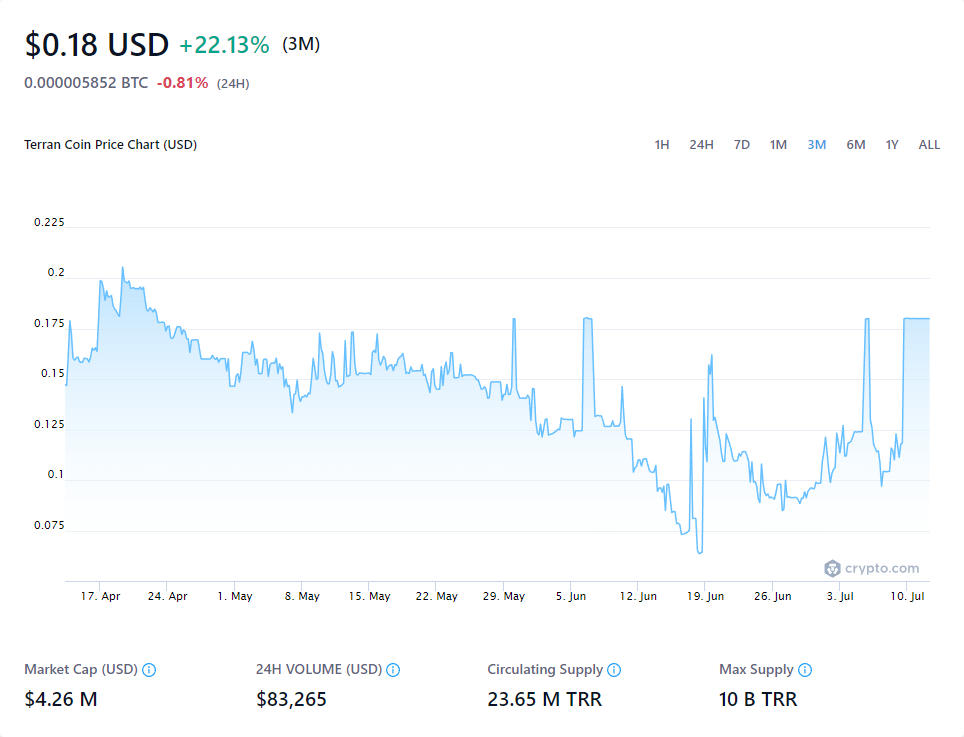 $0.18 USD +22.13% (3M)
0.000005852 BTC -0.81% (24H)
Terran Coin Price Chart (USD) 1H 24H 7D 1M 3M 6M 1Y ALL
0.225
0.2
0.175
0.15
0.125
0.1
0.075
crypto.com
17. Apr 24. Apr 1. May 8. May 15. May 22. May 29. May 5. Jun 12. Jun 19. Jun 26. Jun 3. Jul 10. Jul
Market Cap (USD) 24H VOLUME (USD) Circulating Supply Max Supply
$4.26 M $83,265 23.65 M TRR 10 B TRR